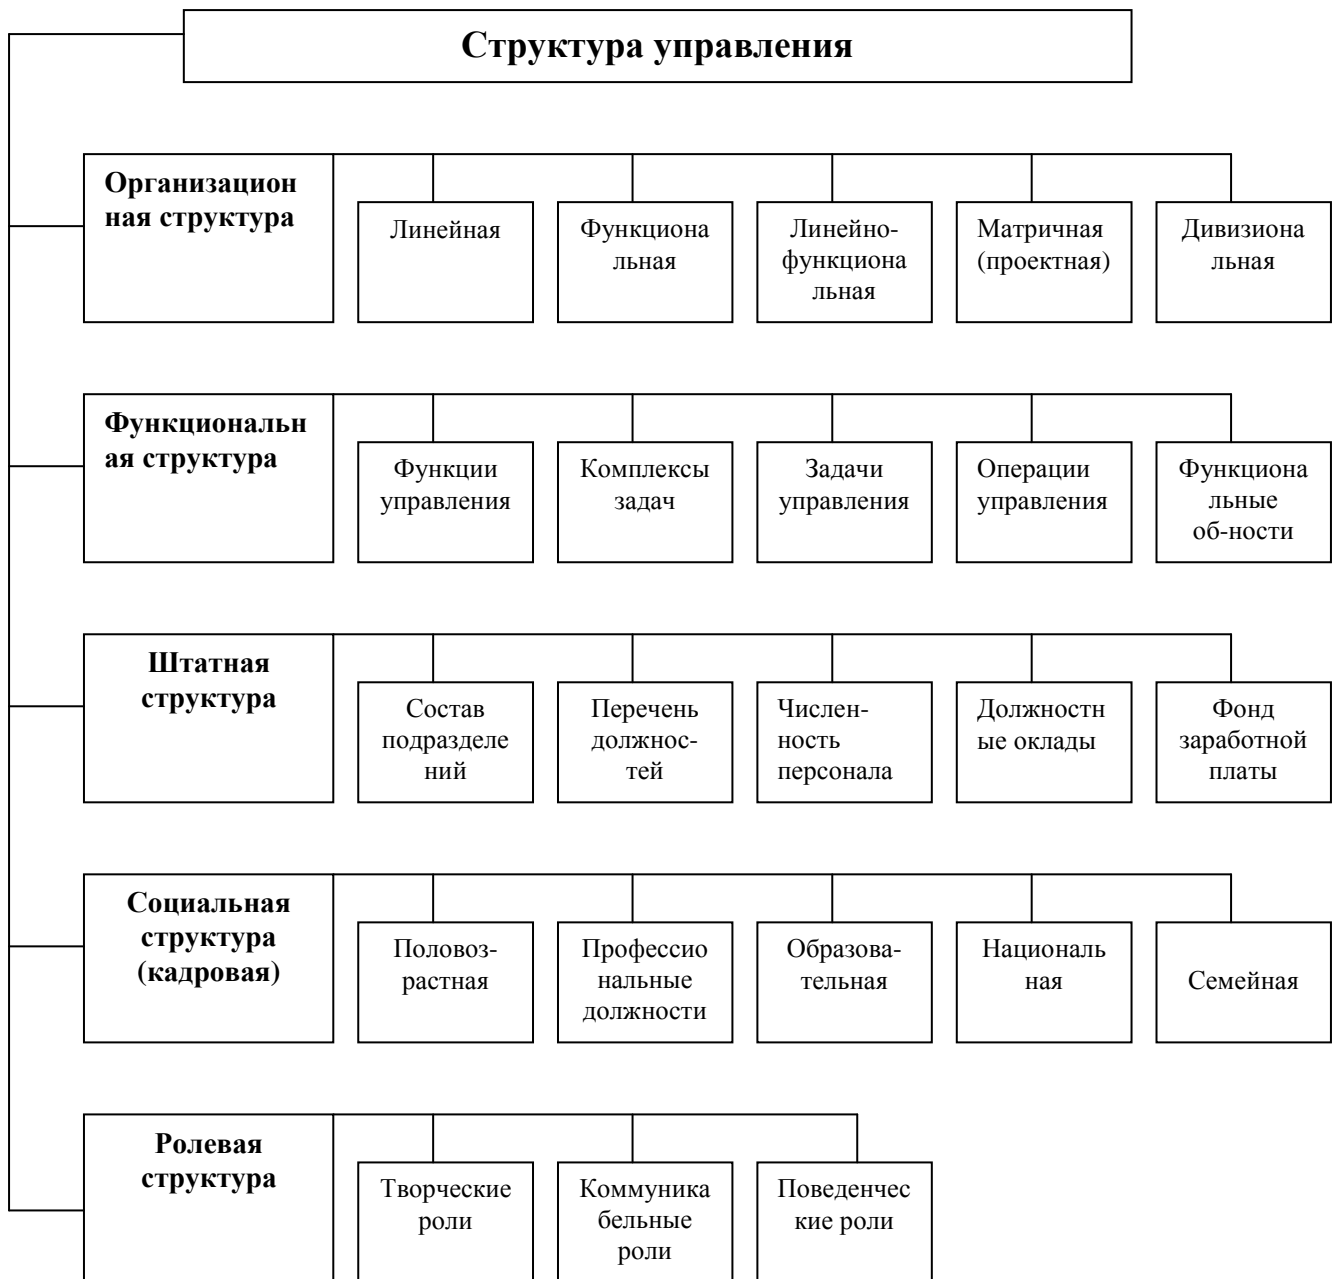 Структура управления
Организацион
ная структура
Линейная
Функциона
льная
Линейно-
функциона
льная
Матричная
(проектная)
Дивизиона
льная
Функциональн
ая структура
Функции
управления
Комплексы
задач
Задачи
управления
Операции
управления
Функциона
льные
об-ности
Штатная
структура
Состав
подразделе
ний
Перечень
должнос-
тей
Числен-
ность
персонала
Должностн
ые оклады
Фонд
заработной
платы
Социальная
структура
(кадровая)
Половоз-
растная
Профессио
нальные
должности
Образова-
тельная
Националь
ная
Семейная
Ролевая
структура
Творческие
роли
Коммуника
бельные
роли
Поведенчес
кие роли